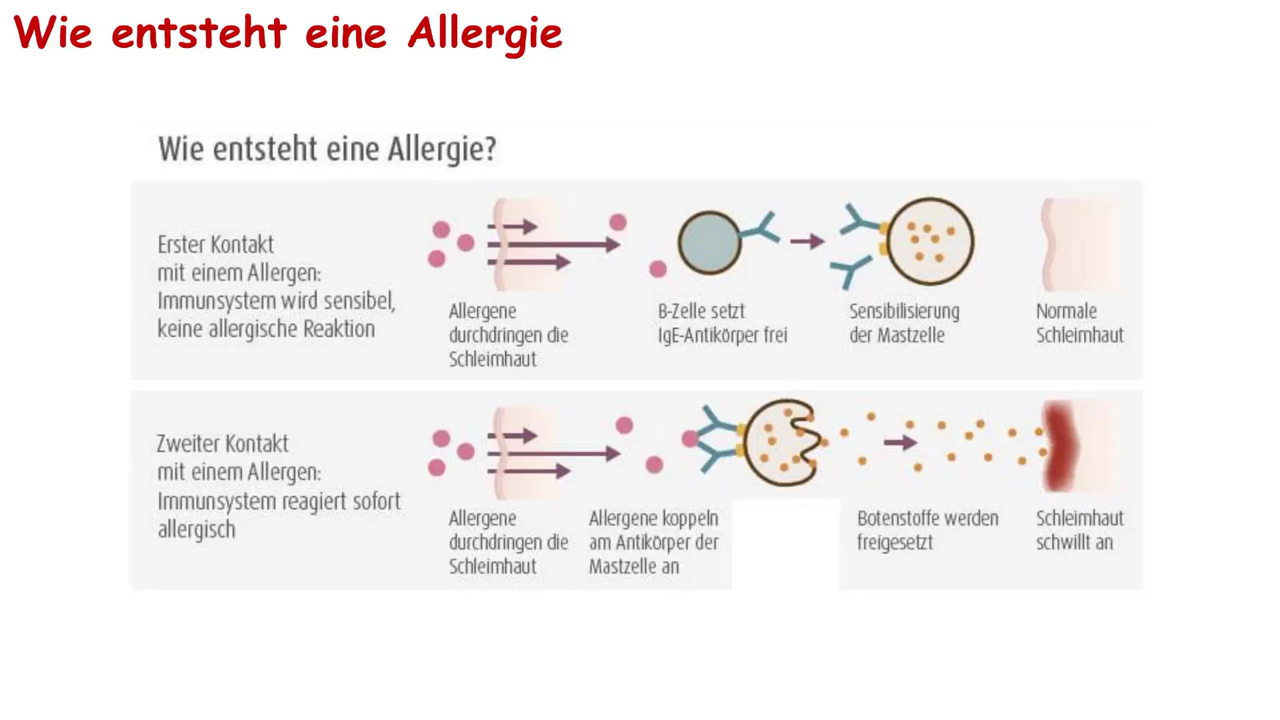 Wie entsteht eine Allergie
Wie entsteht eine Allergie?
Erster Kontakt
mit einem Allergen:
Immunsystem wird sensibel,
keine allergische Reaktion
Allergene
durchdringen die
Schleimhaut
B-Zelle setzt
IgE-Antikörper frei
Sensibilisierung
der Mastzelle
Normale
Schleimhaut
Zweiter Kontakt
mit einem Allergen:
Immunsystem reagiert sofort
allergisch
Allergene
durchdringen die
Schleimhaut
Allergene koppeln
am Antikörper der
Mastzelle an
Botenstoffe werden
freigesetzt
Schleimhaut
schwillt an